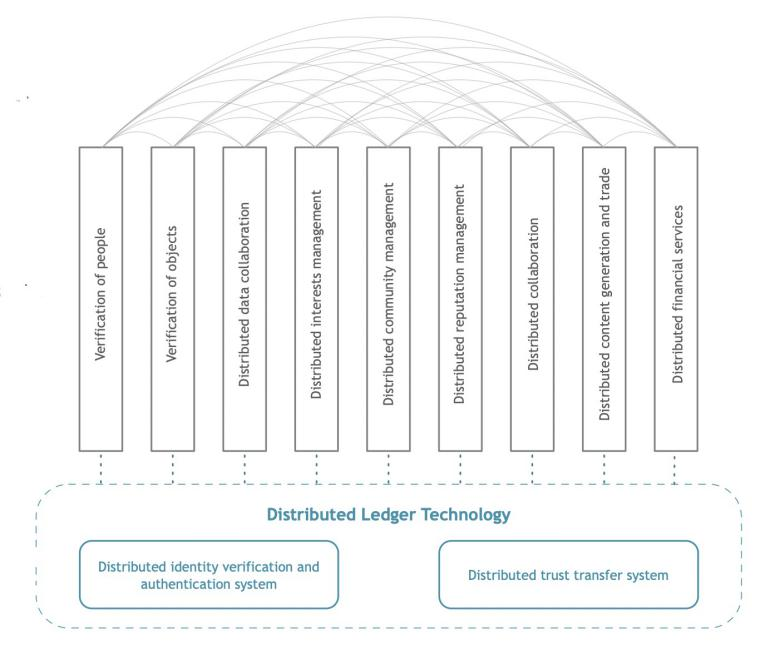 Verification of people
Verification of objects
Distributed data collaboration
Distributed interests management
Distributed community management
Distributed reputation management
Distributed collaboration
Distributed content generation and trade
Distributed financial services
Distributed Ledger Technology
Distributed identity verification and
authentication system
Distributed trust transfer system